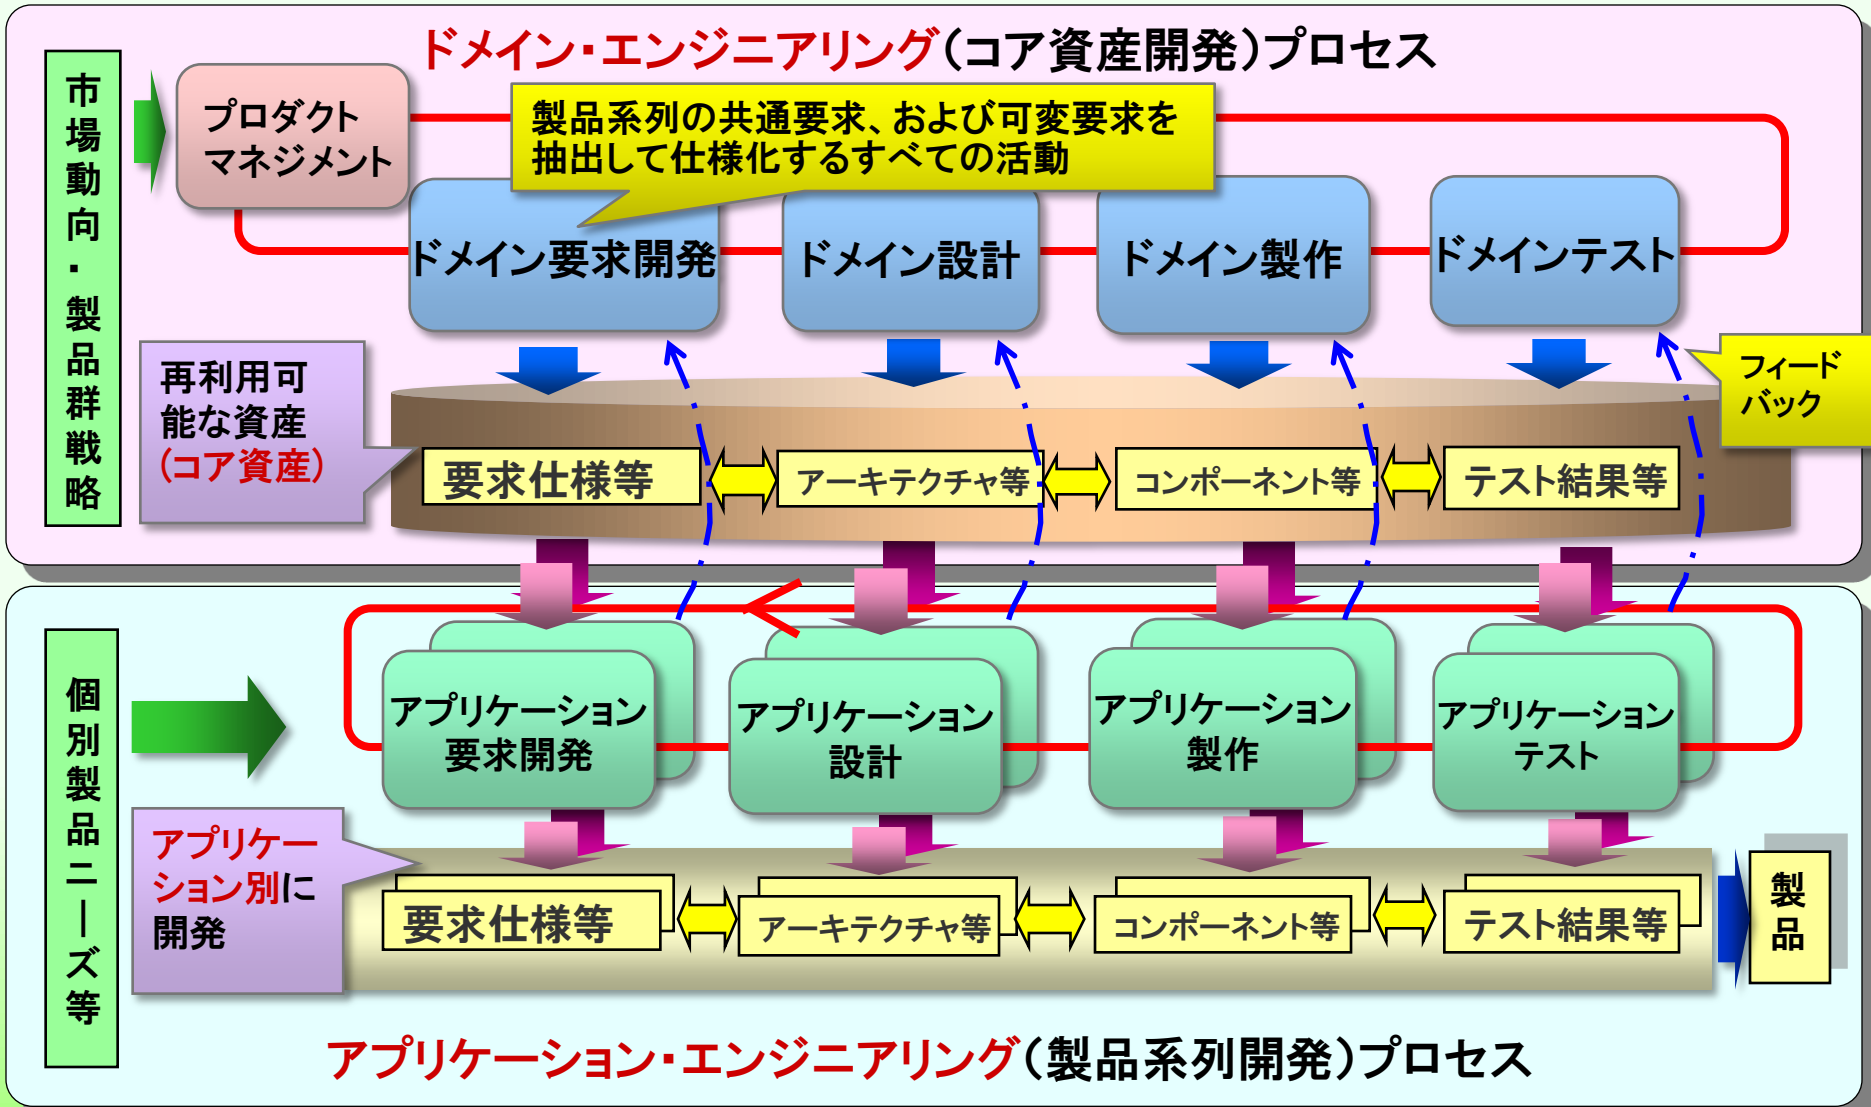 ドメイン・エンジニアリング(コア資産開発)プロセス
市場動向・製品群戦略
プロダクト
マネジメント
製品系列の共通要求、および可変要求を
抽出して仕様化するすべての活動
ドメイン要求開発
ドメイン設計
ドメイン製作
ドメインテスト
再利用可
能な資産
(コア資産)
フィード
バック
要求仕様等
アーキテクチャ等
コンポーネント等
テスト結果等
個別製品ニーズ等
アプリケーション
要求開発
アプリケーション
設計
アプリケーション
製作
アプリケーション
テスト
アプリケー
ション別に
開発
要求仕様等
アーキテクチャ等
コンポーネント等
テスト結果等
製品
アプリケーション・エンジニアリング(製品系列開発)プロセス